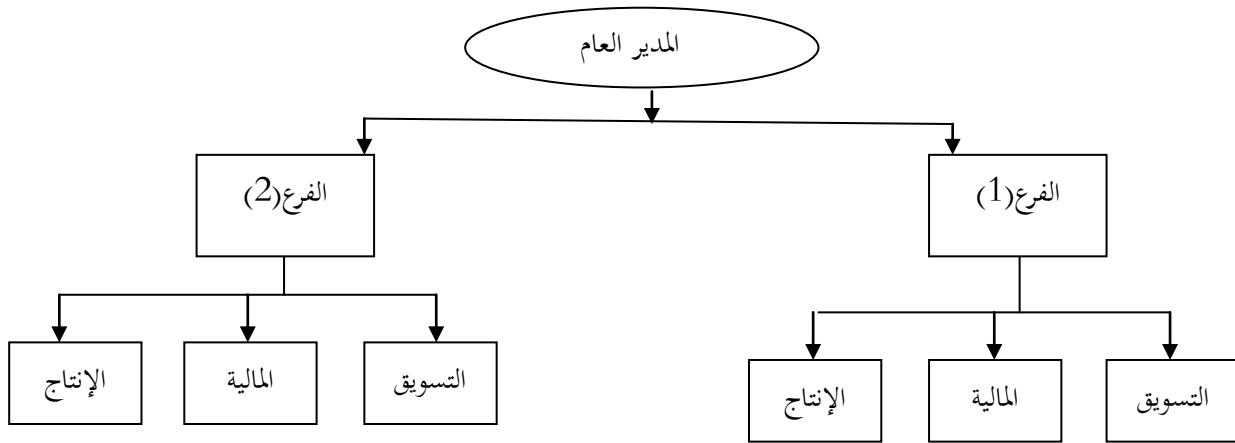 المدير العام
الفرع(1)
الفرع(2)
التسويق
المالية
الإنتاج
التسويق
المالية
الإنتاج